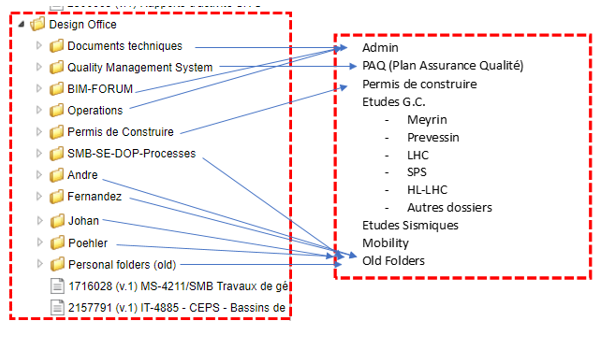 Design Office
Documents techniques
Quality Management System
BIM-FORUM
Operations
Permis de Construire
SMB-SE-DOP-Processes
Andre
Fernandez
Johan
Poehler
Personal folders (old)
1716028 (v.1) MS-4211/SMB Travaux de gé
2157791 (v.1) IT-4885 - CEPS - Bassins de
Admin
PAQ (Plan Assurance Qualité)
Permis de construire
Etudes G.C.
- Meyrin
- Prevessin
- LHC
- SPS
- HL-LHC
- Autres dossiers
Etudes Sismiques
Mobility
Old Folders